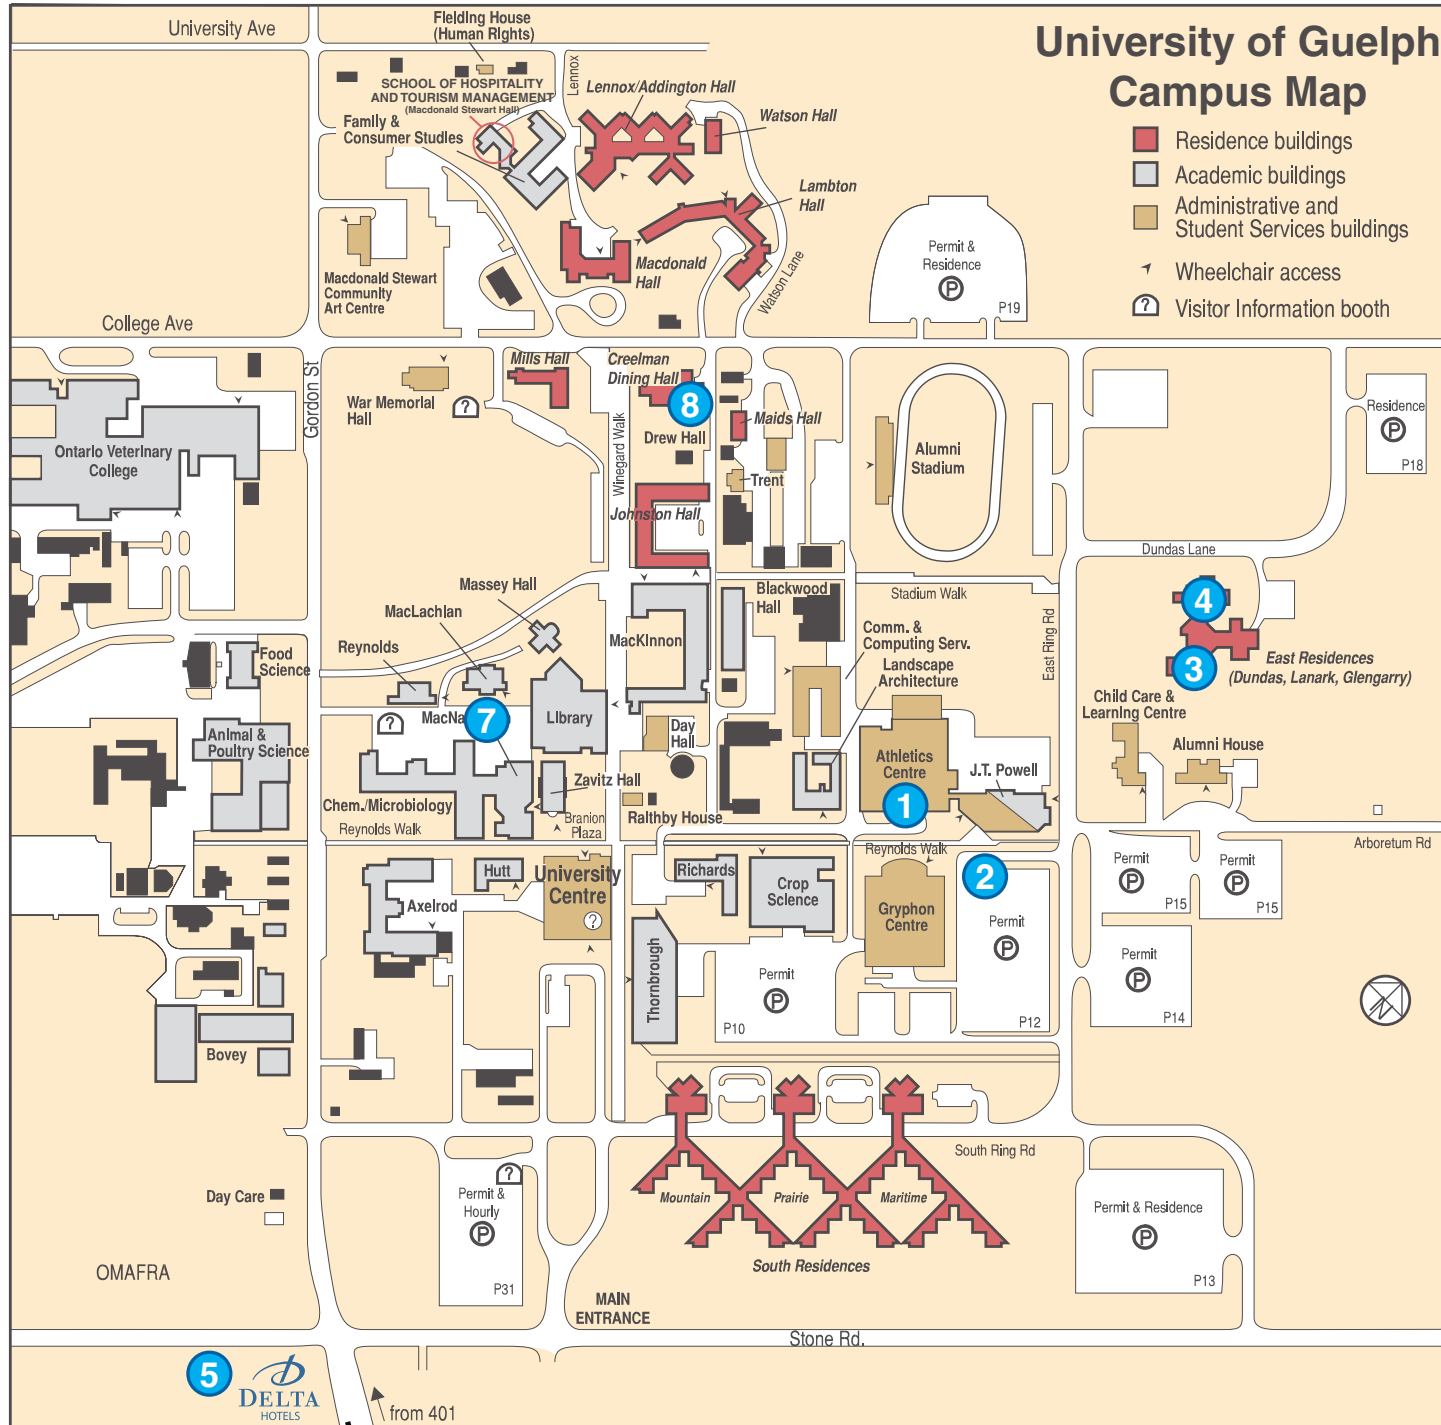 University of Guelph
Campus Map
Residence buildings
Academic buildings
Administrative and
Student Services buildings
Wheelchair access
?
Visitor Information booth
University Ave
Fielding House
(Human Rights)
SCHOOL OF HOSPITALITY
AND TOURISM MANAGEMENT
(Macdonald Stewart Hall)
Family &
Consumer Studies
Lennox
Lennox/Addington Hall
Watson Hall
Lambton
Hall
Macdonald
Hall
Watson Lane
Macdonald Stewart
Community
Art Centre
Permit &
Residence
P
P19
College Ave
Gordon St
Mills Hall
Creelman
Dining Hall
8
War Memorial
Hall
?
Winegard Walk
Drew Hall
Maids Hall
Trent
Alumni
Stadium
Residence
P
P18
Ontario Veterinary
College
Johnston Hall
Dundas Lane
Massey Hall
MacLachlan
Reynolds
MacKinnon
Blackwood
Hall
Stadium Walk
Comm. &
Computing Serv.
Landscape
Architecture
East Ring Rd
4
3
East Residences
(Dundas, Lanark, Glengarry)
Food
Science
?
MacNa
7
Library
Day
Hall
Child Care &
Learning Centre
Alumni House
Animal &
Poultry Science
Athletics
Centre
J.T. Powell
1
Zavitz Hall
Chem./Microbiology
Branion
Plaza
Raithby House
Reynolds Walk
Reynolds Walk
Arboretum Rd
Hutt
University
Centre
?
Richards
Crop
Science
2
Axelrod
Gryphon
Centre
Permit
P
P12
Permit
P
P15
Permit
P
P15
Thornbrough
Permit
P
P10
Permit
P
P14
Bovey
South Ring Rd
Mountain
Prairie
Maritime
South Residences
Day Care
?
Permit &
Hourly
P
P31
Permit & Residence
P
P13
OMAFRA
MAIN
ENTRANCE
Stone Rd.
5
DELTA
HOTELS
from 401